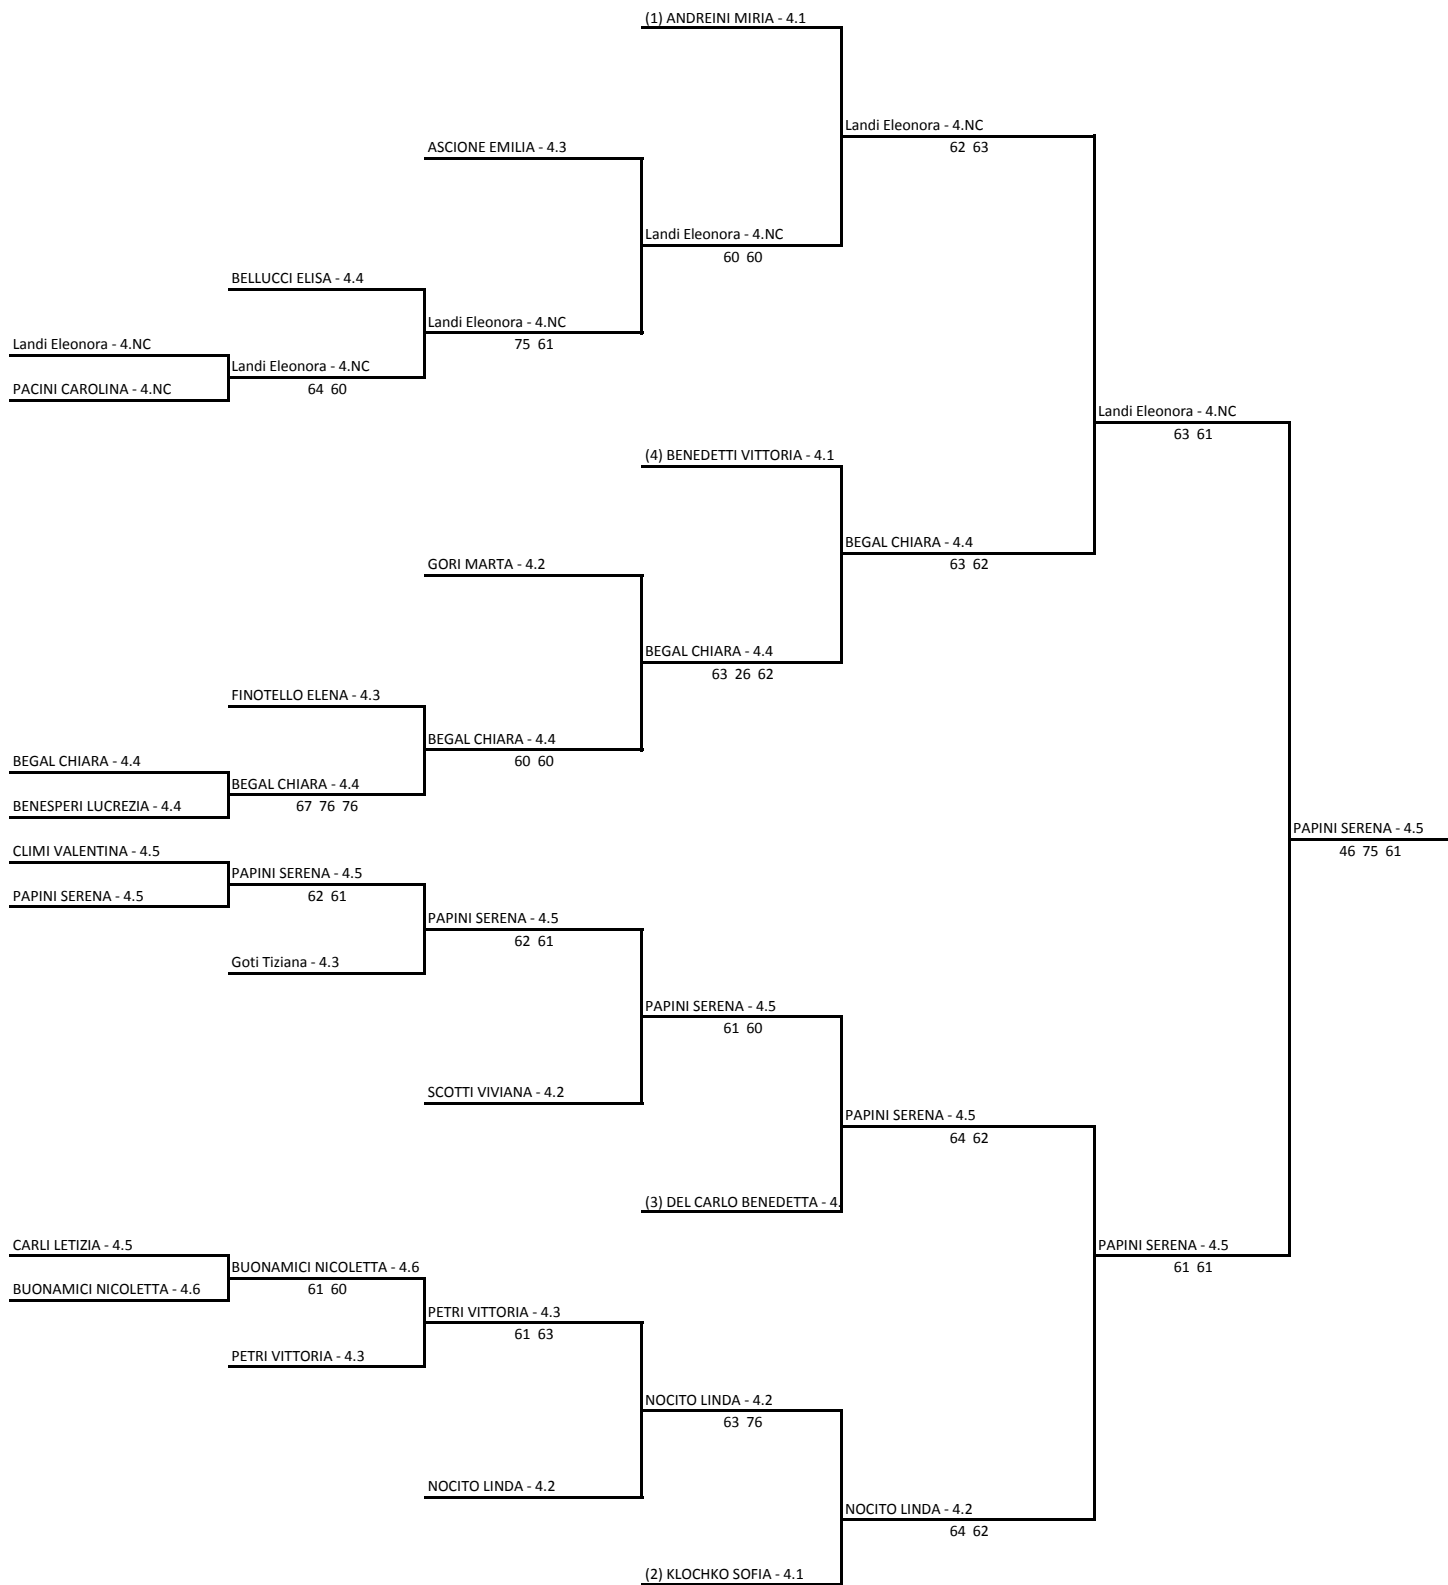 (1) ANDREINI MIRIA - 4.1
Landi Eleonora - 4.NC
62 63
ASCIONE EMILIA - 4.3
Landi Eleonora - 4.NC
60 60
BELLUCCI ELISA - 4.4
Landi Eleonora - 4.NC
75 61
Landi Eleonora - 4.NC
Landi Eleonora - 4.NC
64 60
PACINI CAROLINA - 4.NC
Landi Eleonora - 4.NC
63 61
(4) BENEDETTI VITTORIA - 4.1
BEGAL CHIARA - 4.4
63 62
GORI MARTA - 4.2
BEGAL CHIARA - 4.4
63 26 62
FINOTELLO ELENA - 4.3
BEGAL CHIARA - 4.4
60 60
BEGAL CHIARA - 4.4
BEGAL CHIARA - 4.4
67 76 76
BENESPERI LUCREZIA - 4.4
PAPINI SERENA - 4.5
46 75 61
CLIMI VALENTINA - 4.5
PAPINI SERENA - 4.5
62 61
PAPINI SERENA - 4.5
PAPINI SERENA - 4.5
62 61
Goti Tiziana - 4.3
PAPINI SERENA - 4.5
61 60
SCOTTI VIVIANA - 4.2
PAPINI SERENA - 4.5
64 62
(3) DEL CARLO BENEDETTA - 4.
PAPINI SERENA - 4.5
61 61
CARLI LETIZIA - 4.5
BUONAMICI NICOLETTA - 4.6
61 60
BUONAMICI NICOLETTA - 4.6
PETRI VITTORIA - 4.3
61 63
PETRI VITTORIA - 4.3
NOCITO LINDA - 4.2
63 76
NOCITO LINDA - 4.2
NOCITO LINDA - 4.2
64 62
(2) KLOCHKO SOFIA - 4.1